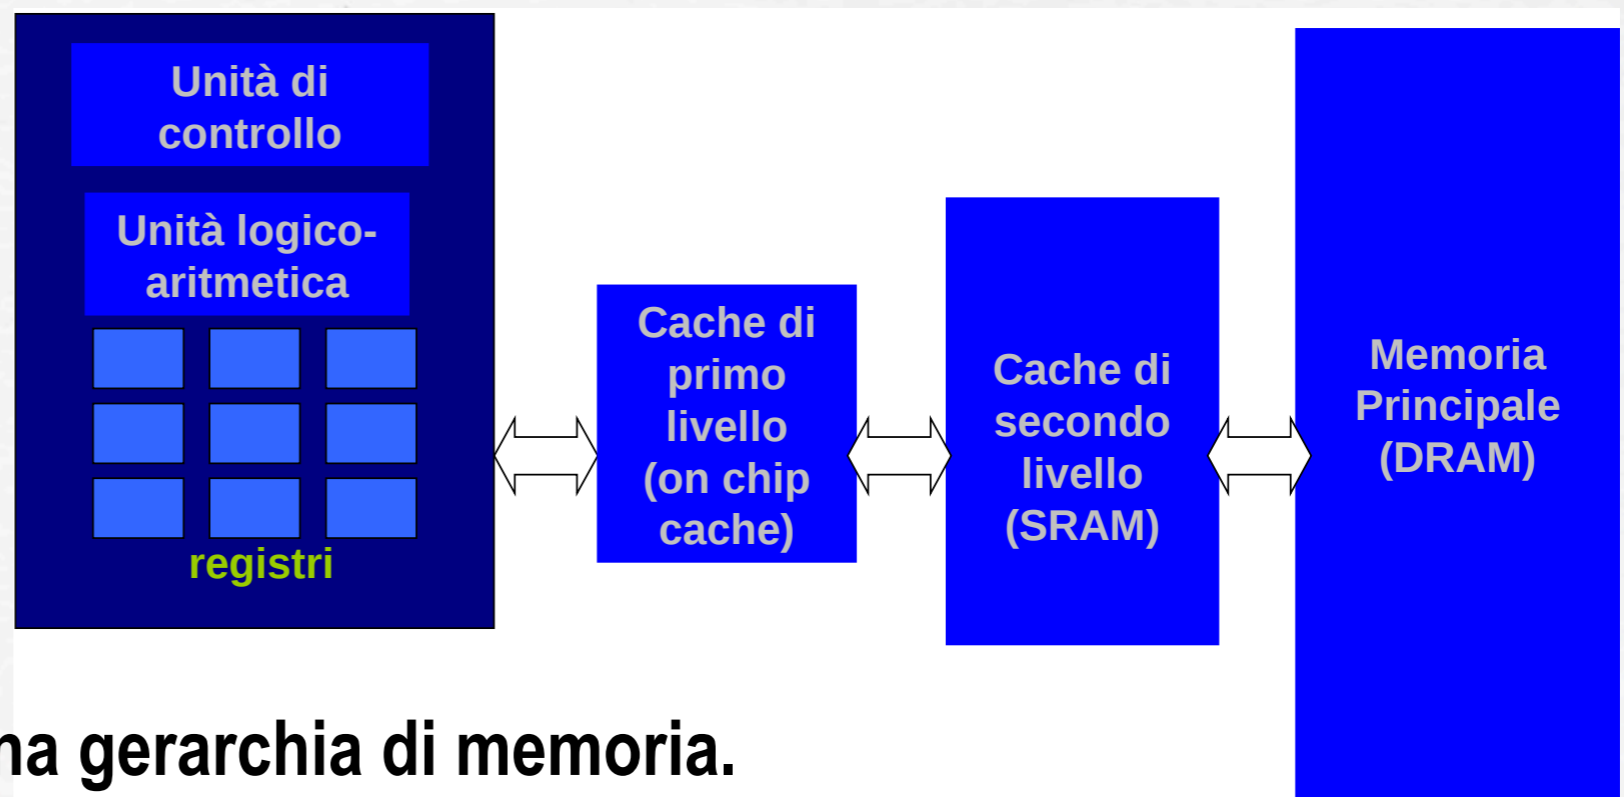 Unità di
controllo
Unità logico-
aritmetica
registri
Cache di
primo
livello
(on chip
cache)
Cache di
secondo
livello
(SRAM)
Memoria
Principale
(DRAM)
gerarchia di memoria.